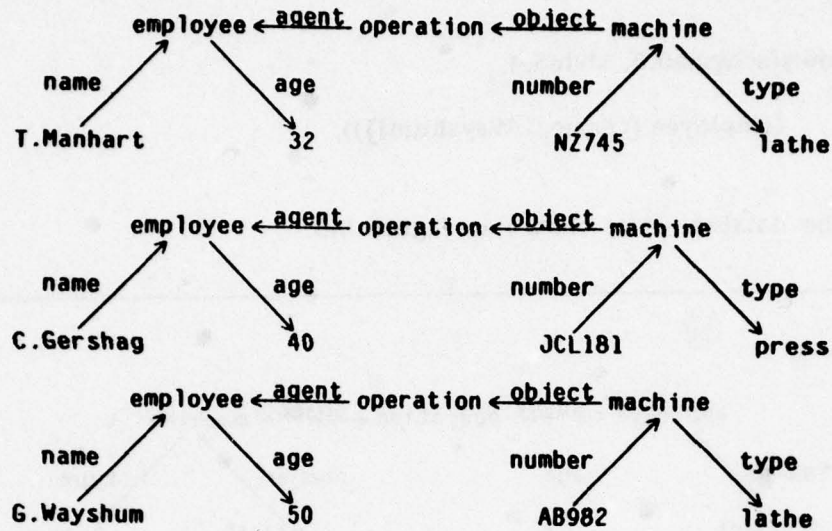 employee agent operation object machine
name age number type
T.Manhart 32 NZ745 lathe
employee agent operation object machine
name age number type
C.Gershag 40 JCL181 press
employee agent operation object machine
name age number type
G.Wayshum 50 AB982 lathe